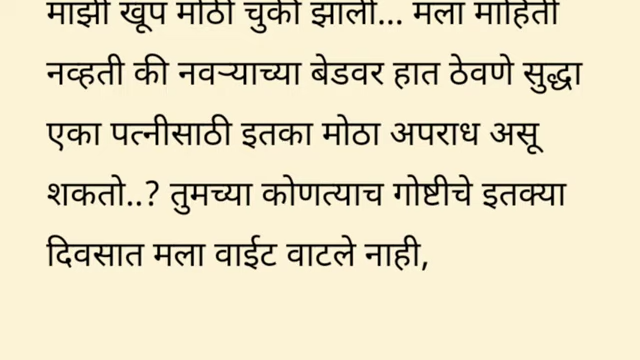 माझी खूप मोठी चुकी झाली... मला माहिती
नव्हती की नवऱ्याच्या बेडवर हात ठेवणे सुद्धा
एका पत्नीसाठी इतका मोठा अपराध असू
शकतो..? तुमच्या कोणत्याच गोष्टीचे इतक्या
दिवसात मला वाईट वाटले नाही,